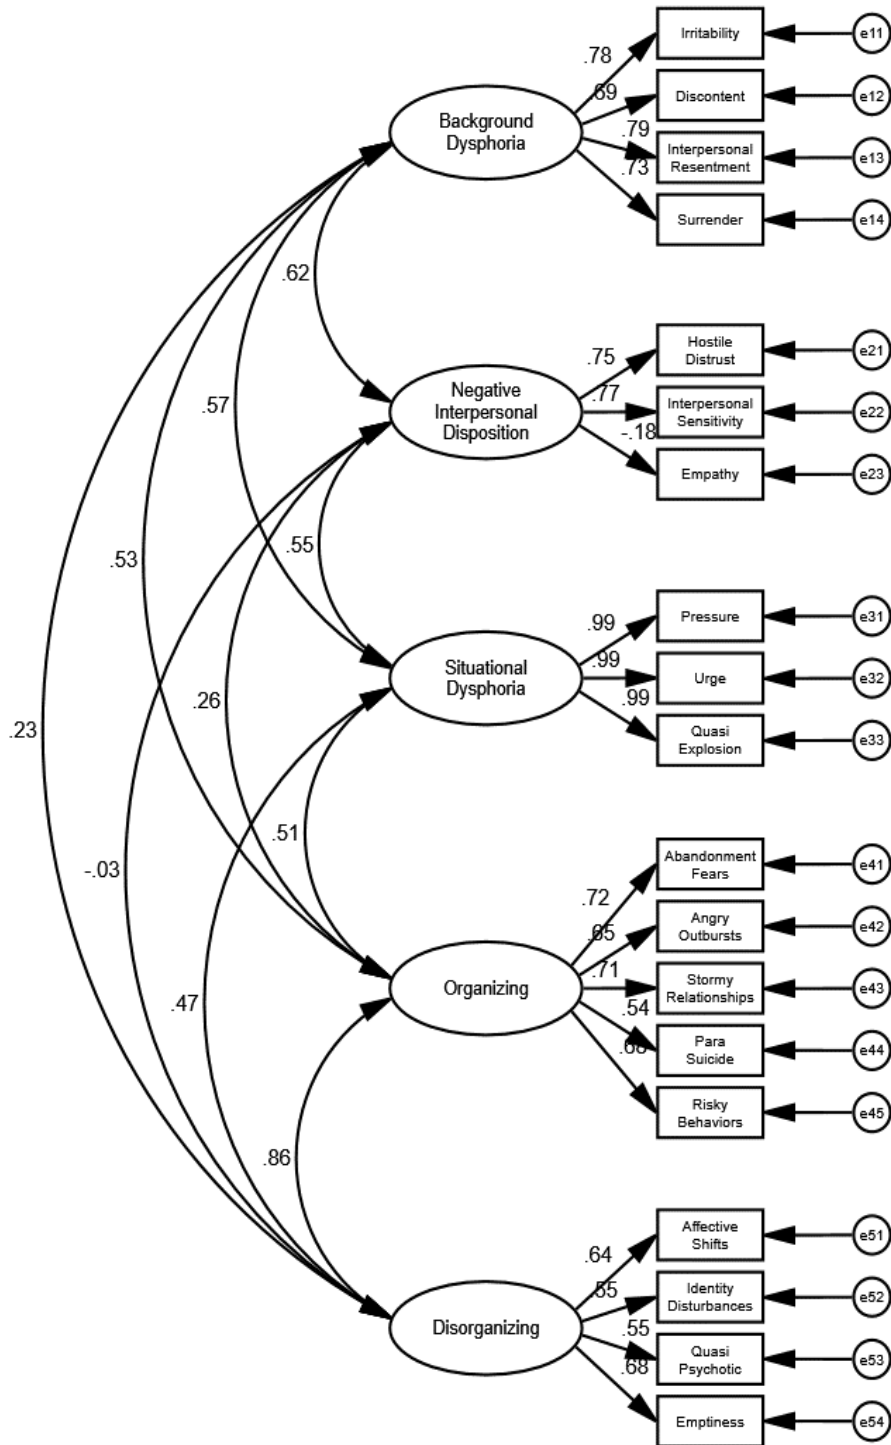 Irritability
e11
.78
Discontent
e12
.69
Background
Dysphoria
.79
Interpersonal
Resentment
e13
.73
Surrender
e14
.62
Hostile
Distrust
e21
.75
Negative
Interpersonal
Disposition
.77
Interpersonal
Sensitivity
e22
-.18
Empathy
e23
.57
.55
.53
Pressure
e31
.99
Situational
Dysphoria
.99
Urge
e32
.99
Quasi
Explosion
e33
.26
.23
.51
-.03
Abandonment
Fears
e41
.72
Angry
Outbursts
e42
.65
Organizing
.71
Stormy
Relationships
e43
.54
Para
Suicide
e44
.68
Risky
Behaviors
e45
.47
.86
Affective
Shifts
e51
.64
Identity
Disturbances
e52
.55
Disorganizing
.55
Quasi
Psychotic
e53
.68
Emptiness
e54